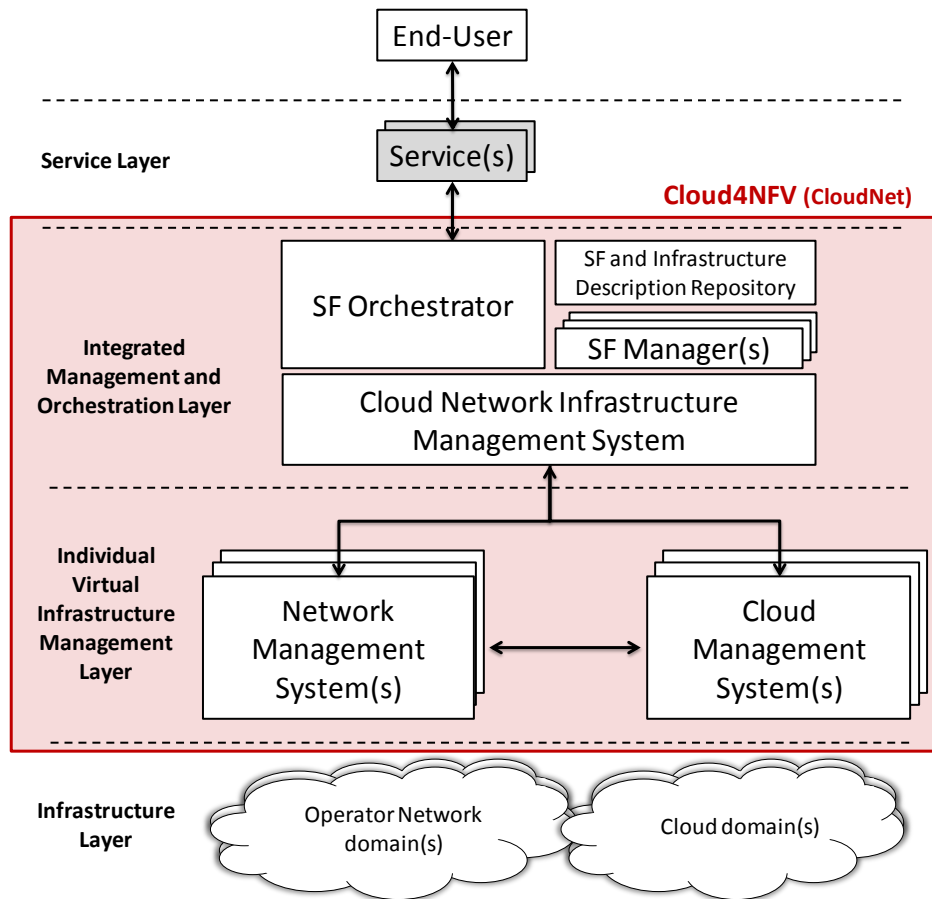 End-User
Service Layer
Service(s)
Cloud4NFV (CloudNet)
SF Orchestrator
SF and Infrastructure
Description Repository
SF Manager(s)
Integrated
Management and
Orchestration Layer
Cloud Network Infrastructure
Management System
Individual
Virtual
Infrastructure
Management
Layer
Network
Management
System(s)
Cloud
Management
System(s)
Infrastructure
Layer
Operator Network
domain(s)
Cloud domain(s)